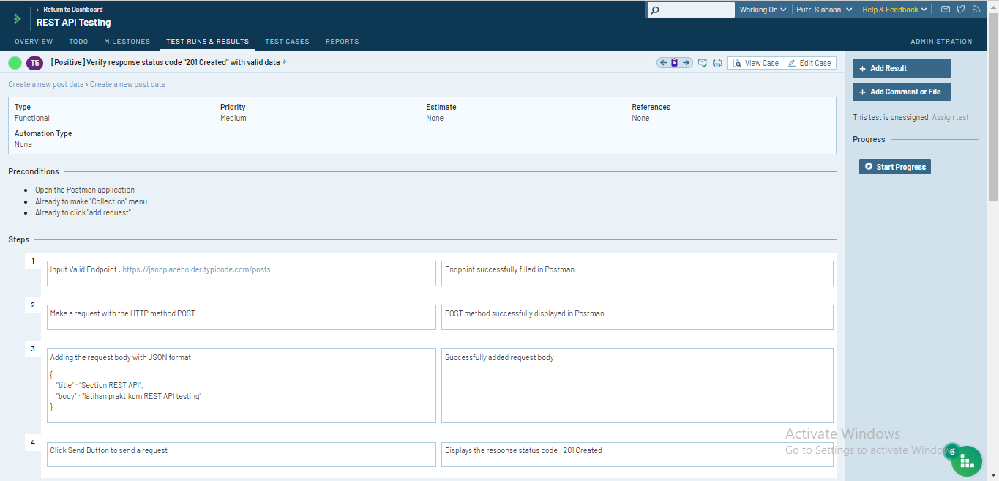 ← Return to Dashboard
REST API Testing
Working On
Putri Siahaan
Help & Feedback
OVERVIEW TODO MILESTONES TEST RUNS & RESULTS TEST CASES REPORTS ADMINISTRATION
T5 [Positive] Verify response status code "201 Created" with valid data
View Case Edit Case
Create a new post data › Create a new post data
Type Priority Estimate References
Functional Medium None None
Automation Type
None
+ Add Result
+ Add Comment or File
This test is unassigned. Assign test
Progress
Start Progress
Preconditions
• Open the Postman application
• Already to make "Collection" menu
• Already to click "add request"
Steps
1
Input Valid Endpoint : https://jsonplaceholder.typicode.com/posts
Endpoint successfully filled in Postman
2
Make a request with the HTTP method POST
POST method successfully displayed in Postman
3
Adding the request body with JSON format :
{
"title" : "Section REST API",
"body" : "latihan praktikum REST API testing"
}
Successfully added request body
4
Click Send Button to send a request
Displays the response status code : 201 Created
Activate Windows
Go to Settings to activate Windo
6